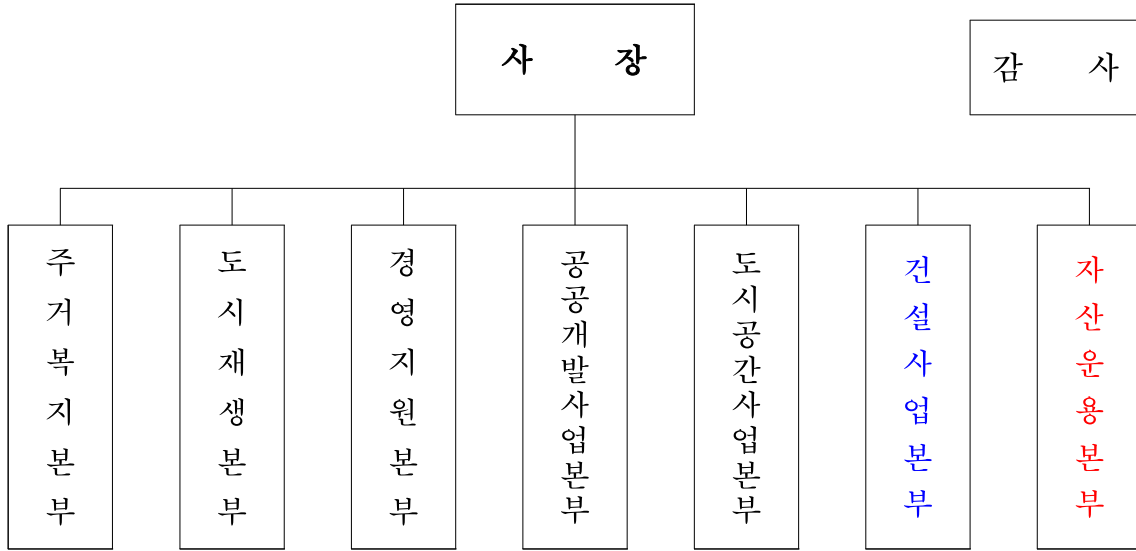 사 장
감 사
주거복지본부
도시재생본부
경영지원본부
공공개발사업본부
도시공간사업본부
건설사업본부
자산운용본부